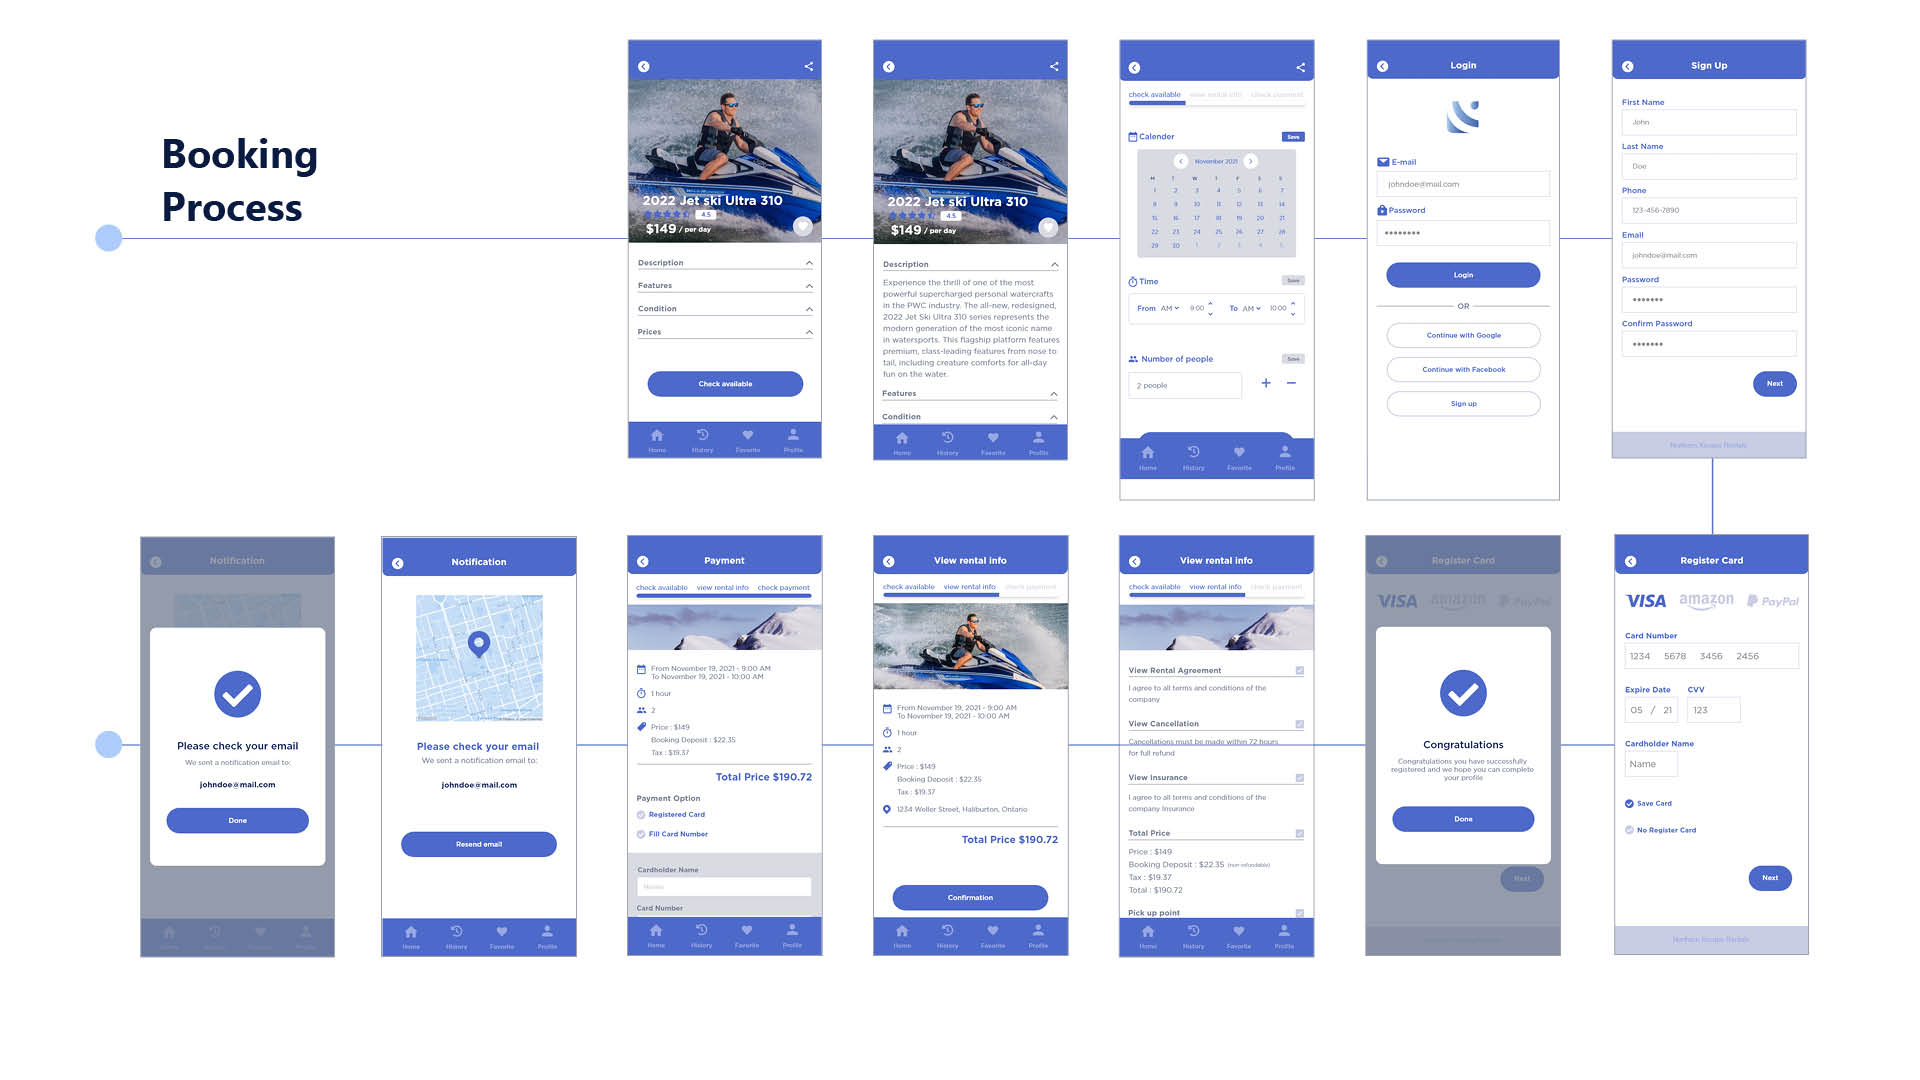 Booking
Process
2022 Jet ski Ultra 310
4.5
$149 / per day
Description
Features
Condition
Prices
Check available
Home History Favorite Profile
2022 Jet ski Ultra 310
4.5
$149 / per day
Description
Experience the thrill of one of the most
powerful supercharged personal watercrafts
in the PWC industry. The all-new, redesigned,
2022 Jet Ski Ultra 310 series represents the
modern generation of the most iconic name
in watersports. This flagship platform features
premium, class-leading features from nose to
tail, including creature comforts for all-day
fun on the water.
Features
Condition
Home History Favorite Profile
check available view rental info check payment
Calender Save
November 2021
M T W T F S S
1 2 3 4 5 6 7
8 9 10 11 12 13 14
15 16 17 18 19 20 21
22 23 24 25 26 27 28
29 30 1 2 3 4 5
Time Save
From AM 9:00 To AM 10:00
Number of people Save
2 people + −
Home History Favorite Profile
Login
E-mail
johndoe@mail.com
Password
Login
OR
Continue with Google
Continue with Facebook
Sign up
Sign Up
First Name
John
Last Name
Doe
Phone
123-456-7890
Email
johndoe@mail.com
Password
Confirm Password
Next
Notification
Please check your email
We sent a notification email to:
johndoe@mail.com
Done
Home History Favorite Profile
Notification
Please check your email
We sent a notification email to:
johndoe@mail.com
Resend email
Home History Favorite Profile
Payment
check available view rental info check payment
From November 19, 2021 - 9:00 AM
To November 19, 2021 - 10:00 AM
1 hour
2
Price : $149
Booking Deposit : $22.35
Tax : $19.37
Total Price $190.72
Payment Option
Registered Card
Fill Card Number
Cardholder Name
Name
Card Number
Home History Favorite Profile
View rental info
check available view rental info check payment
From November 19, 2021 - 9:00 AM
To November 19, 2021 - 10:00 AM
1 hour
2
Price : $149
Booking Deposit : $22.35
Tax : $19.37
1234 Weller Street, Haliburton, Ontario
Total Price $190.72
Confirmation
Home History Favorite Profile
View rental info
check available view rental info check payment
View Rental Agreement
I agree to all terms and conditions of the
company
View Cancellation
Cancellations must be made within 72 hours
for full refund
View Insurance
I agree to all terms and conditions of the
company Insurance
Total Price
Price : $149
Booking Deposit : $22.35 (non refundable)
Tax : $19.37
Total : $190.72
Pick up point
Home History Favorite Profile
Register Card
VISA amazon PayPal
Congratulations
Congratulations you have successfully
registered and we hope you can complete
your profile
Done
Next
Register Card
VISA amazon PayPal
Card Number
1234 5678 3456 2456
Expire Date CVV
05 / 21 123
Cardholder Name
Name
Save Card
No Register Card
Next